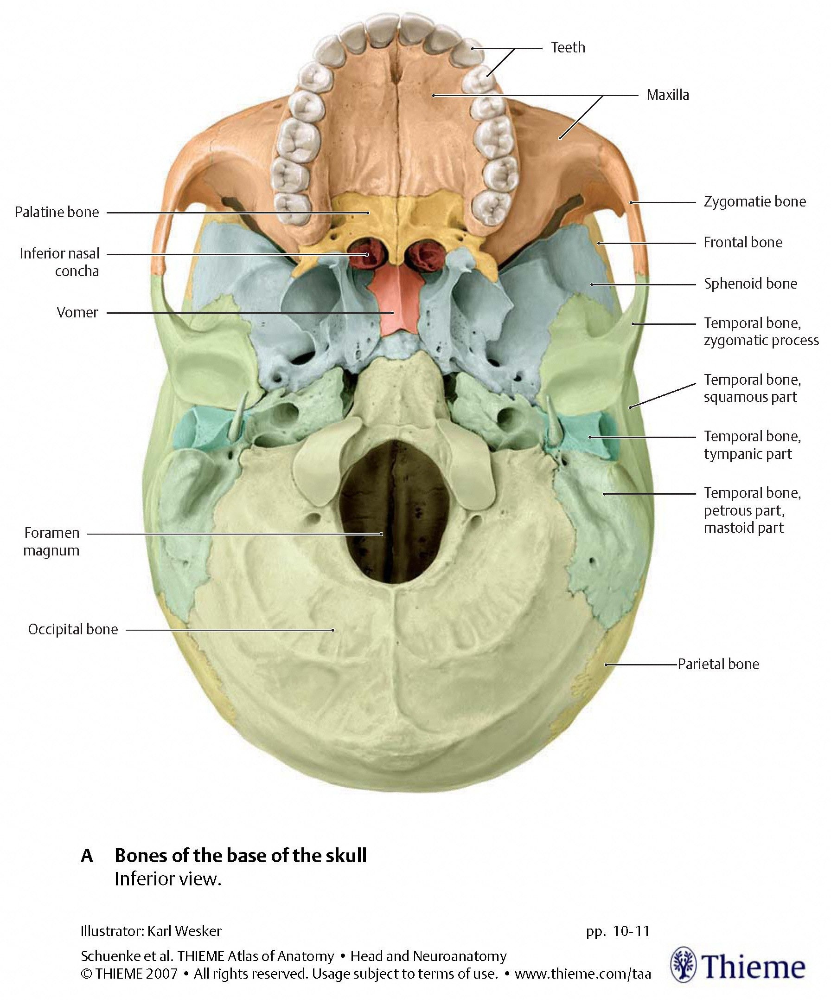 Teeth
Maxilla
Palatine bone
Inferior nasal
concha
Vomer
Foramen
magnum
Occipital bone
Zygomatie bone
Frontal bone
Sphenoid bone
Temporal bone,
zygomatic process
Temporal bone,
squamous part
Temporal bone,
tympanic part
Temporal bone,
petrous part,
mastoid part
Parietal bone
A Bones of the base of the skull
Inferior view.
Illustrator: Karl Wesker pp. 10-11
Schuenke et al. THIEME Atlas of Anatomy • Head and Neuroanatomy
© THIEME 2007 • All rights reserved. Usage subject to terms of use. • www.thieme.com/taa
Thieme